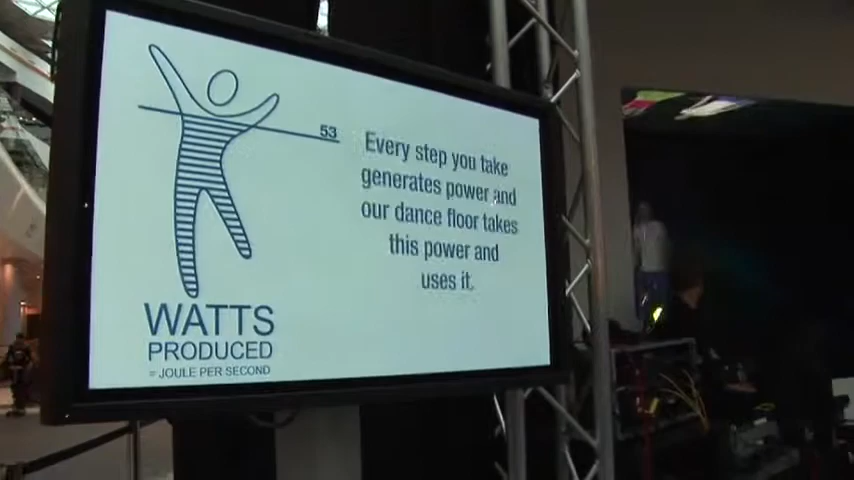 53
Every step you take
generates power and
our dance floor takes
this power and
uses it.
WATTS
PRODUCED
= JOULE PER SECOND